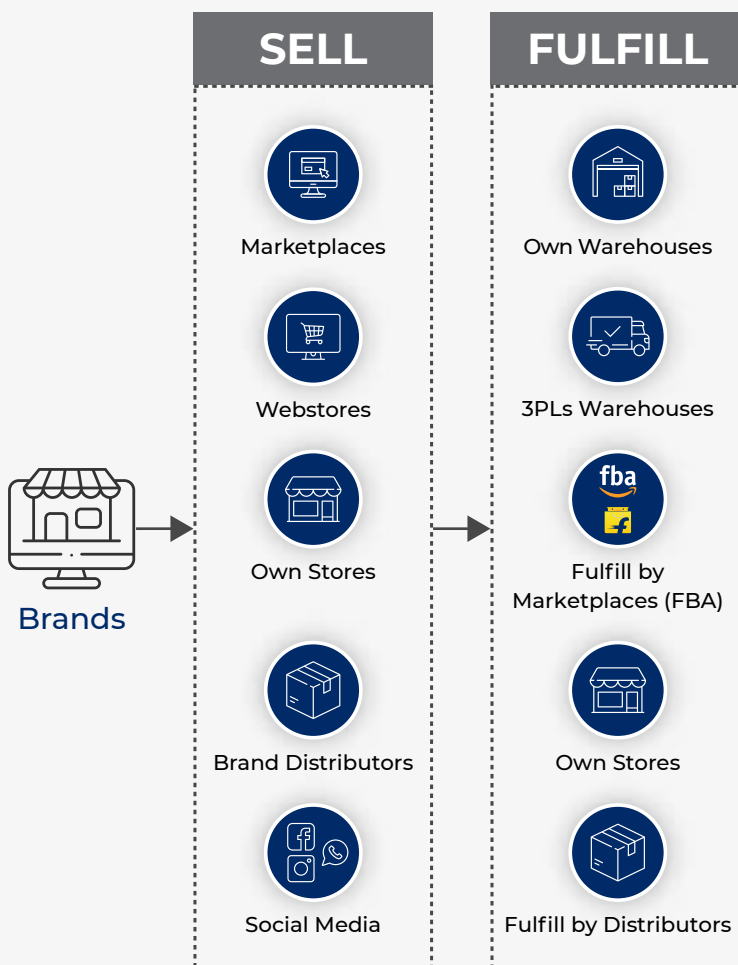 SELL
Marketplaces
Webstores
Own Stores
Brand Distributors
Social Media
FULFILL
Own Warehouses
3PLs Warehouses
fba
Fulfill by
Marketplaces (FBA)
Own Stores
Fulfill by Distributors
Brands